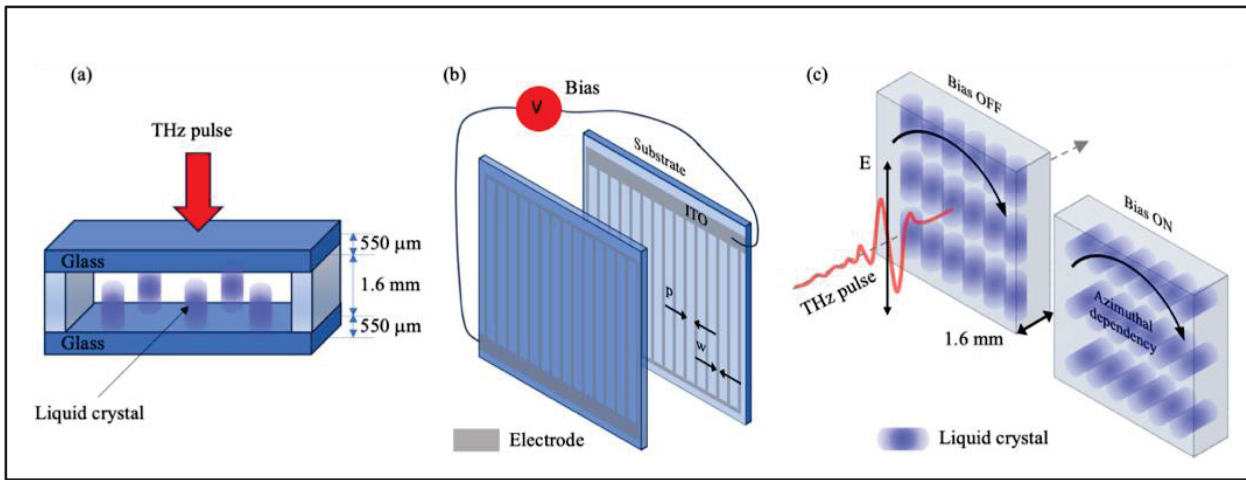 (a)
THz pulse
Glass
Glass
550 µm
1.6 mm
550 µm
Liquid crystal
(b)
Bias
V
Substrate
ITO
p
w
Electrode
(c)
Bias OFF
E
THz pulse
1.6 mm
Bias ON
Azimuthal
dependency
Liquid crystal